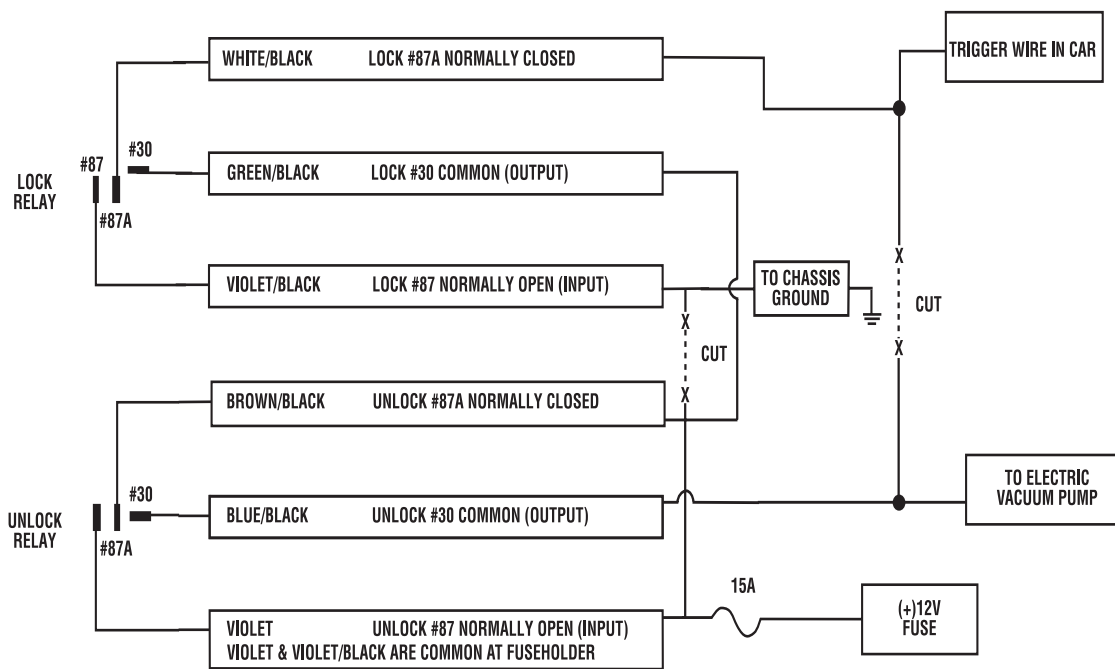 WHITE/BLACK LOCK #87A NORMALLY CLOSED
TRIGGER WIRE IN CAR
#87
#30
GREEN/BLACK LOCK #30 COMMON (OUTPUT)
LOCK
RELAY
#87A
VIOLET/BLACK LOCK #87 NORMALLY OPEN (INPUT)
TO CHASSIS
GROUND
X
X
CUT
X
CUT
X
BROWN/BLACK UNLOCK #87A NORMALLY CLOSED
#30
UNLOCK
RELAY
#87A
BLUE/BLACK UNLOCK #30 COMMON (OUTPUT)
TO ELECTRIC
VACUUM PUMP
15A
(+)12V
FUSE
VIOLET UNLOCK #87 NORMALLY OPEN (INPUT)
VIOLET & VIOLET/BLACK ARE COMMON AT FUSEHOLDER